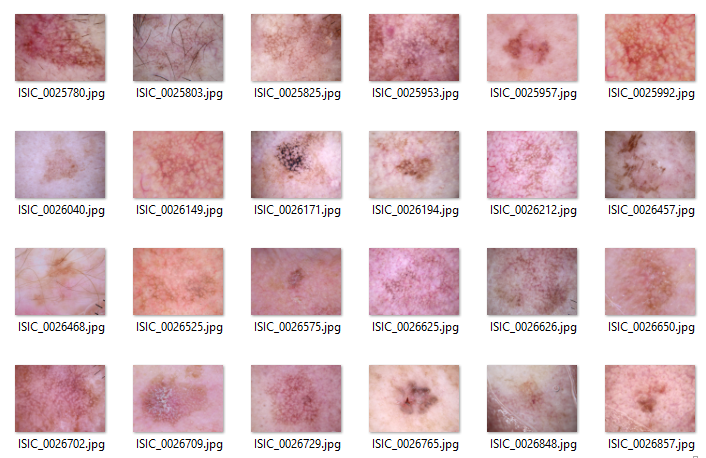 ISIC_0025780.jpg ISIC_0025803.jpg ISIC_0025825.jpg ISIC_0025953.jpg ISIC_0025957.jpg ISIC_0025992.jpg
ISIC_0026040.jpg ISIC_0026149.jpg ISIC_0026171.jpg ISIC_0026194.jpg ISIC_0026212.jpg ISIC_0026457.jpg
ISIC_0026468.jpg ISIC_0026525.jpg ISIC_0026575.jpg ISIC_0026625.jpg ISIC_0026626.jpg ISIC_0026650.jpg
ISIC_0026702.jpg ISIC_0026709.jpg ISIC_0026729.jpg ISIC_0026765.jpg ISIC_0026848.jpg ISIC_0026857.jpg